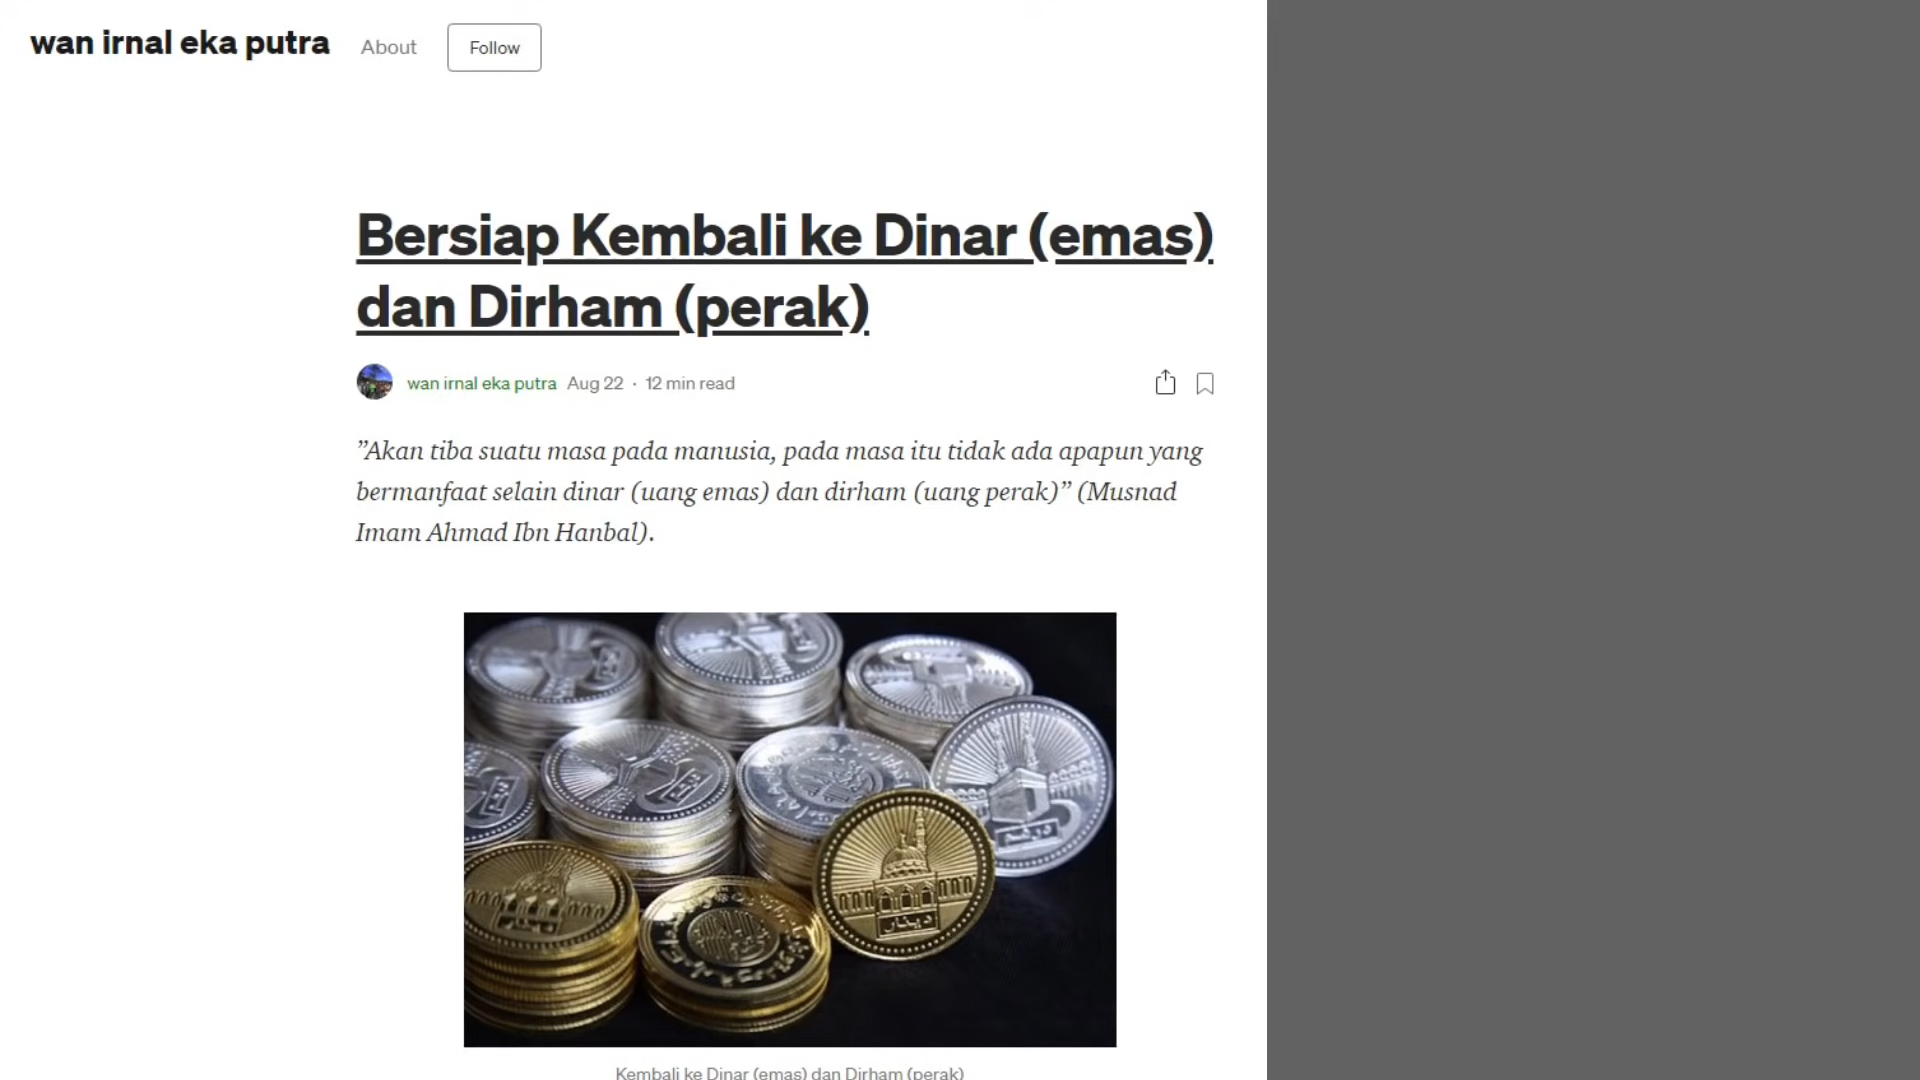 wan irnal eka putra About Follow
Bersiap Kembali ke Dinar (emas)
dan Dirham (perak)
wan irnal eka putra Aug 22 · 12 min read
”Akan tiba suatu masa pada manusia, pada masa itu tidak ada apapun yang
bermanfaat selain dinar (uang emas) dan dirham (uang perak)” (Musnad
Imam Ahmad Ibn Hanbal).
درهم
دينار
Kembali ke Dinar (emas) dan Dirham (perak)